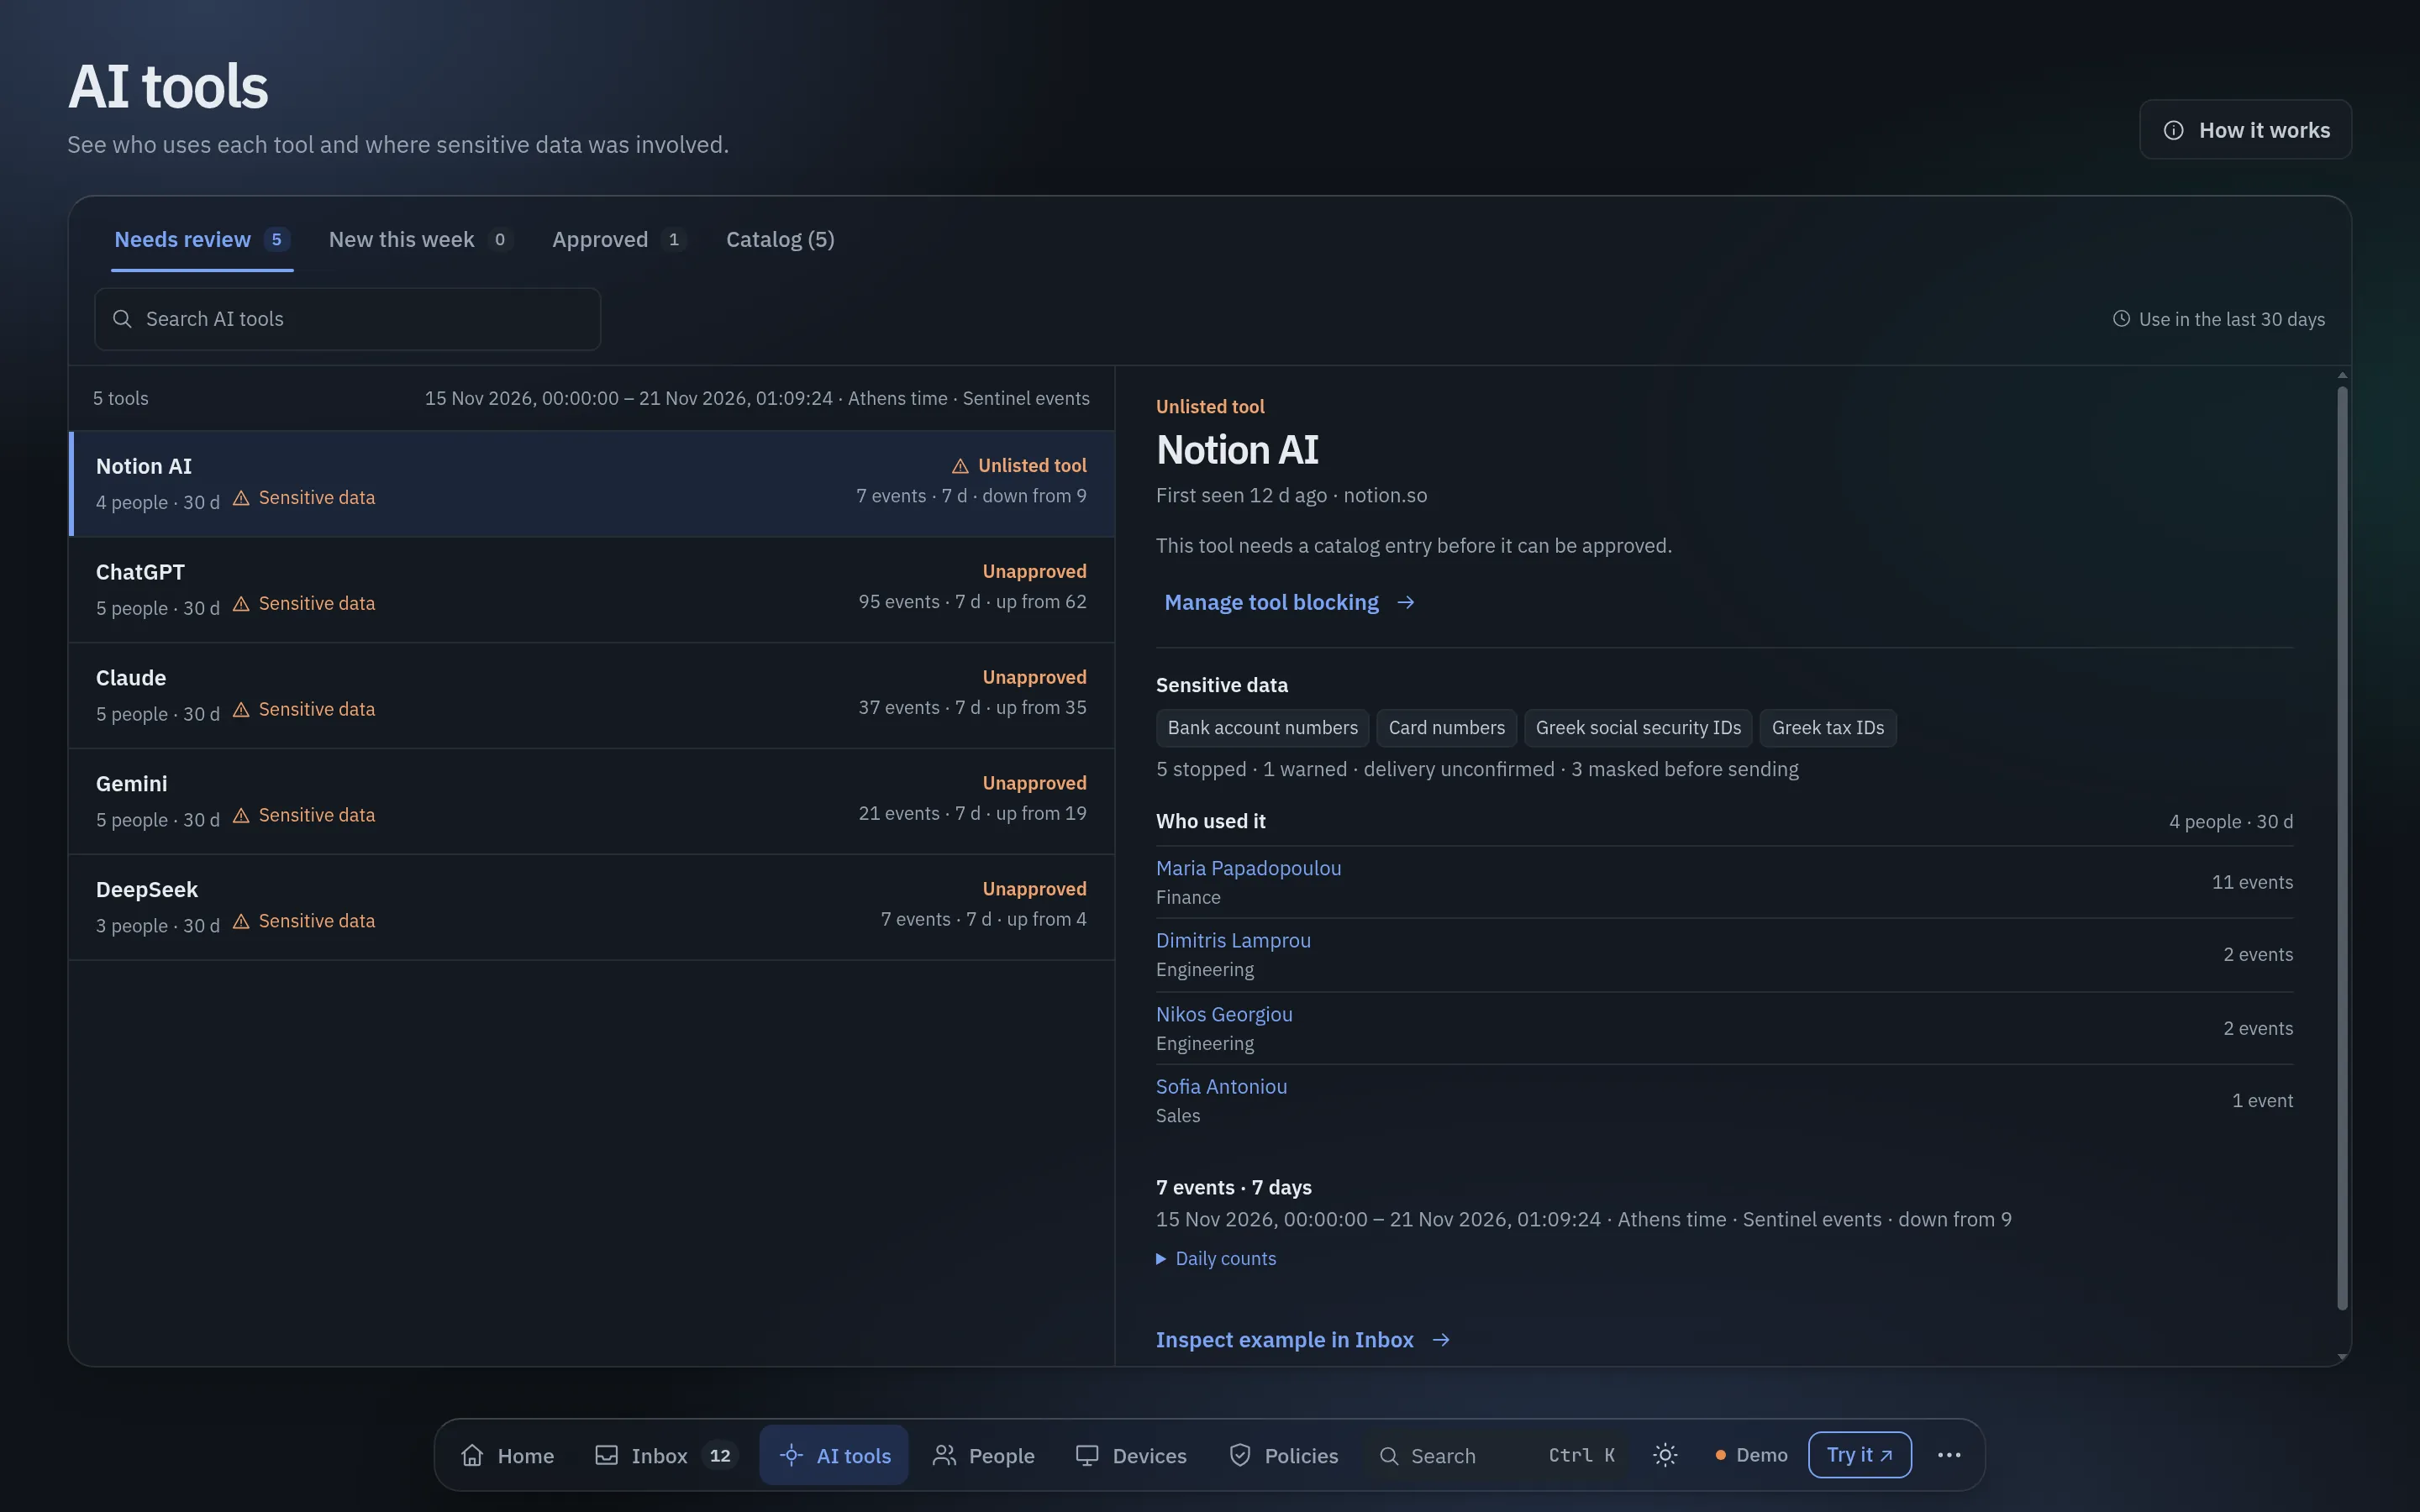 AI tools
See who uses each tool and where sensitive data was involved.
How it works
Needs review 5
New this week 0
Approved 1
Catalog (5)
Search AI tools
Use in the last 30 days
5 tools
15 Nov 2026, 00:00:00 – 21 Nov 2026, 01:09:24 · Athens time · Sentinel events
Notion AI
Unlisted tool
4 people · 30 d
Sensitive data
7 events · 7 d · down from 9
ChatGPT
Unapproved
5 people · 30 d
Sensitive data
95 events · 7 d · up from 62
Claude
Unapproved
5 people · 30 d
Sensitive data
37 events · 7 d · up from 35
Gemini
Unapproved
5 people · 30 d
Sensitive data
21 events · 7 d · up from 19
DeepSeek
Unapproved
3 people · 30 d
Sensitive data
7 events · 7 d · up from 4
Unlisted tool
Notion AI
First seen 12 d ago · notion.so
This tool needs a catalog entry before it can be approved.
Manage tool blocking →
Sensitive data
Bank account numbers
Card numbers
Greek social security IDs
Greek tax IDs
5 stopped · 1 warned · delivery unconfirmed · 3 masked before sending
Who used it
4 people · 30 d
Maria Papadopoulou
Finance
11 events
Dimitris Lamprou
Engineering
2 events
Nikos Georgiou
Engineering
2 events
Sofia Antoniou
Sales
1 event
7 events · 7 days
15 Nov 2026, 00:00:00 – 21 Nov 2026, 01:09:24 · Athens time · Sentinel events · down from 9
Daily counts
Inspect example in Inbox →
Home
Inbox 12
AI tools
People
Devices
Policies
Search Ctrl K
Demo
Try it ↗